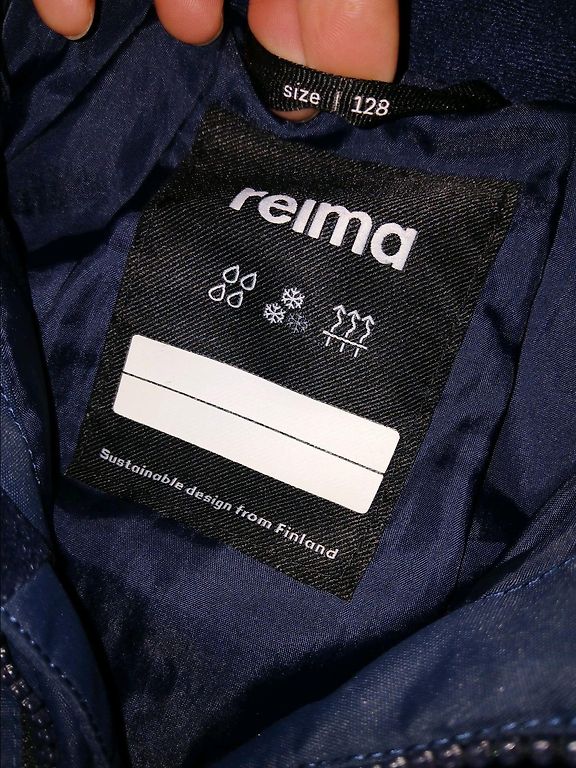 size | 128
reima
Sustainable design from Finland